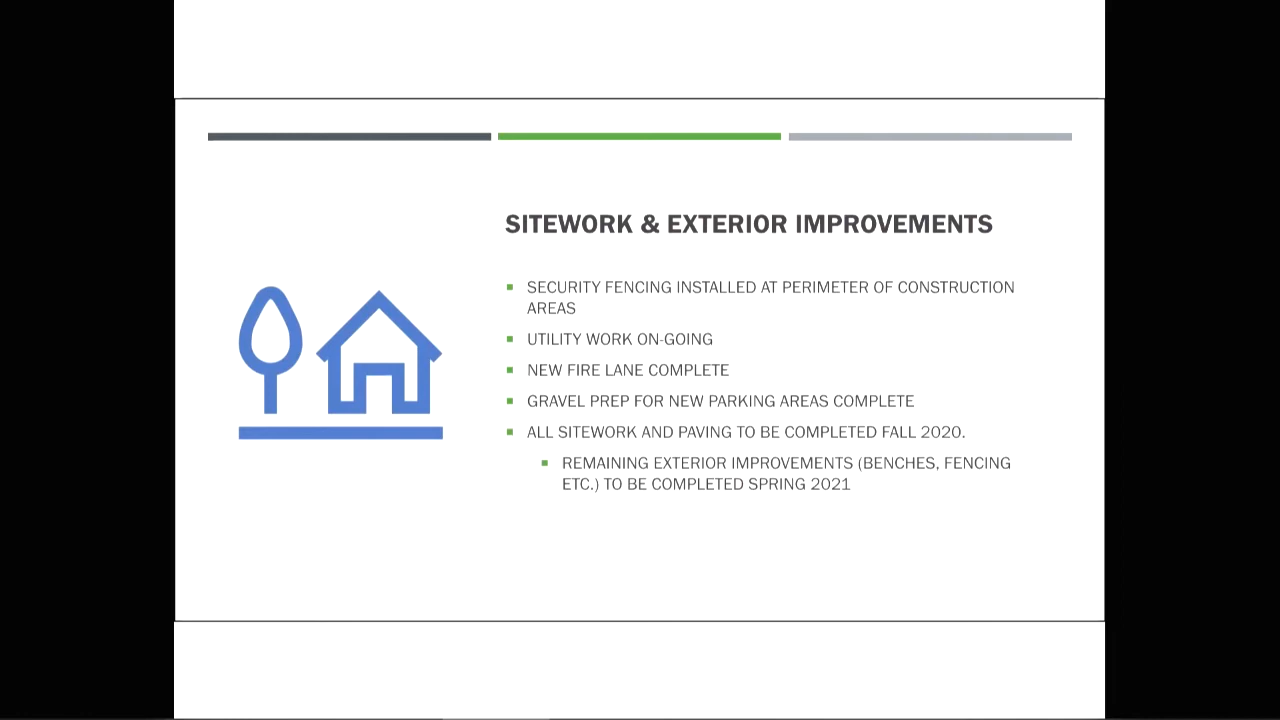 SITEWORK & EXTERIOR IMPROVEMENTS
SECURITY FENCING INSTALLED AT PERIMETER OF CONSTRUCTION
AREAS
UTILITY WORK ON-GOING
NEW FIRE LANE COMPLETE
GRAVEL PREP FOR NEW PARKING AREAS COMPLETE
ALL SITEWORK AND PAVING TO BE COMPLETED FALL 2020.
REMAINING EXTERIOR IMPROVEMENTS (BENCHES, FENCING
ETC.) TO BE COMPLETED SPRING 2021